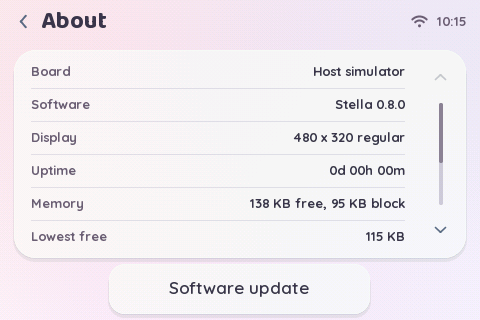 About
10:15
Board Host simulator
Software Stella 0.8.0
Display 480 x 320 regular
Uptime 0d 00h 00m
Memory 138 KB free, 95 KB block
Lowest free 115 KB
Software update